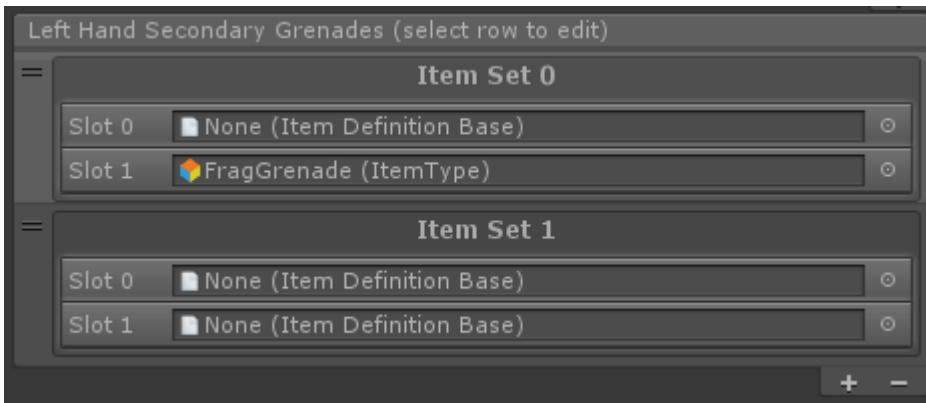 Left Hand Secondary Grenades (select row to edit)
Item Set 0
Slot 0 None (Item Definition Base)
Slot 1 FragGrenade (ItemType)
Item Set 1
Slot 0 None (Item Definition Base)
Slot 1 None (Item Definition Base)
+ −